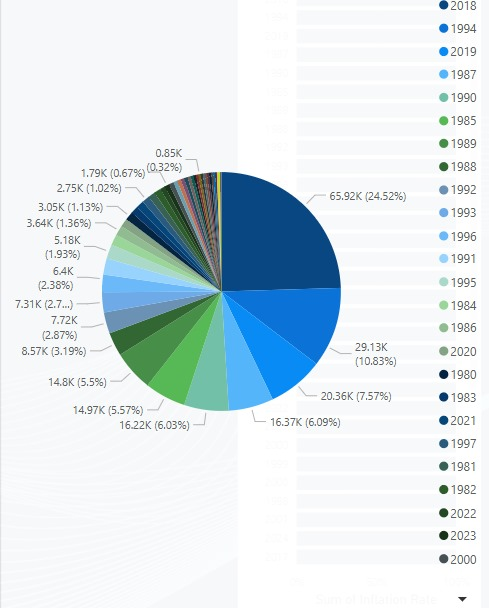 2018
1994
2019
1987
1990
1985
1989
1988
1992
1993
1996
1991
1995
1984
1986
2020
1980
1983
2021
1997
1981
1982
2022
2023
2000
0.85K
(0.32%)
1.79K (0.67%)
2.75K (1.02%)
3.05K (1.13%)
3.64K (1.36%)
5.18K
(1.93%)
6.4K
(2.38%)
7.31K (2.7...)
7.72K
(2.87%)
8.57K (3.19%)
14.8K (5.5%)
14.97K (5.57%)
16.22K (6.03%)
65.92K (24.52%)
29.13K
(10.83%)
20.36K (7.57%)
16.37K (6.09%)
Sum of Inflation Rate